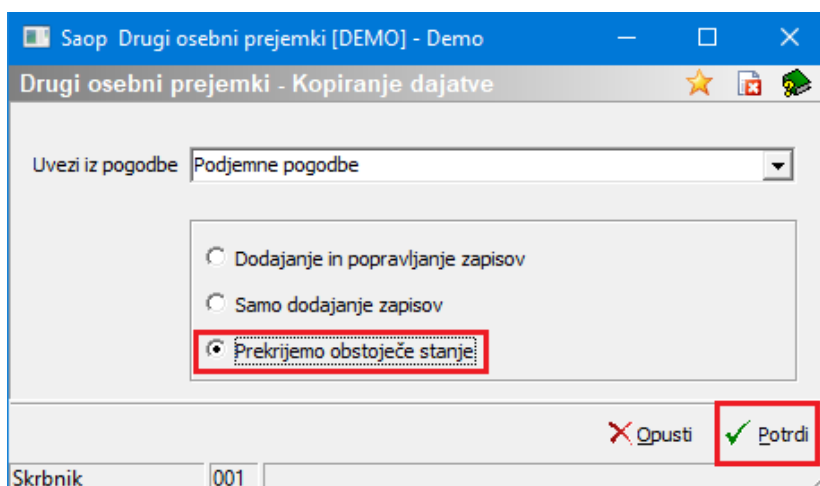 Saop Drugi osebni prejemki [DEMO] - Demo
Drugi osebni prejemki - Kopiranje dajatve
Uvezi iz pogodbe Podjemne pogodbe
Dodajanje in popravljanje zapisov
Samo dodajanje zapisov
Prekrijemo obstoječe stanje
Opusti Potrdi
Skrbnik 001